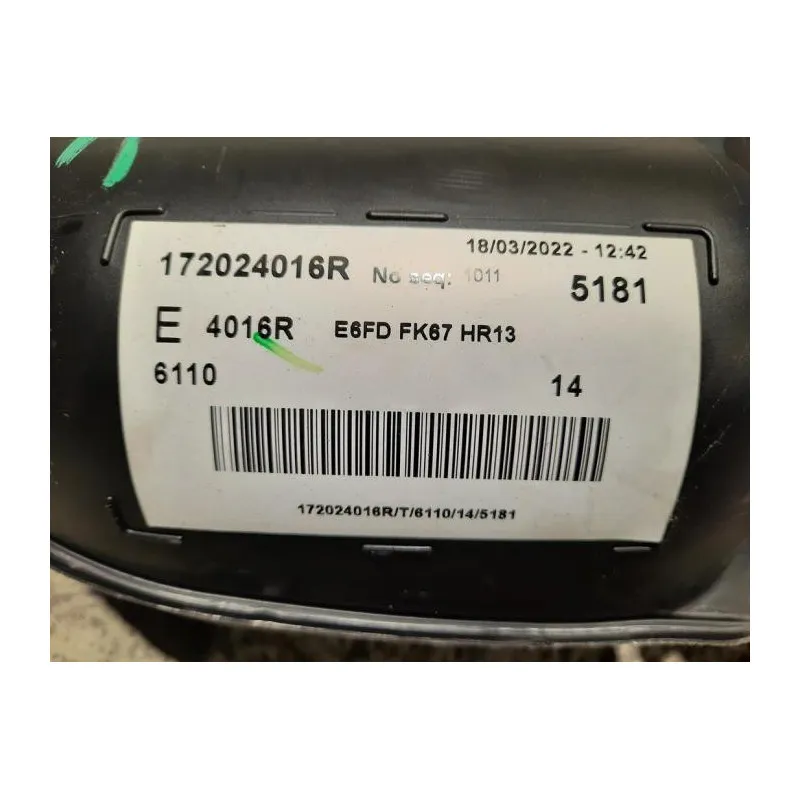 18/03/2022 - 12:42
172024016R No seq: 1011 5181
E 4016R E6FD FK67 HR13
6110 14
172024016R/T/6110/14/5181